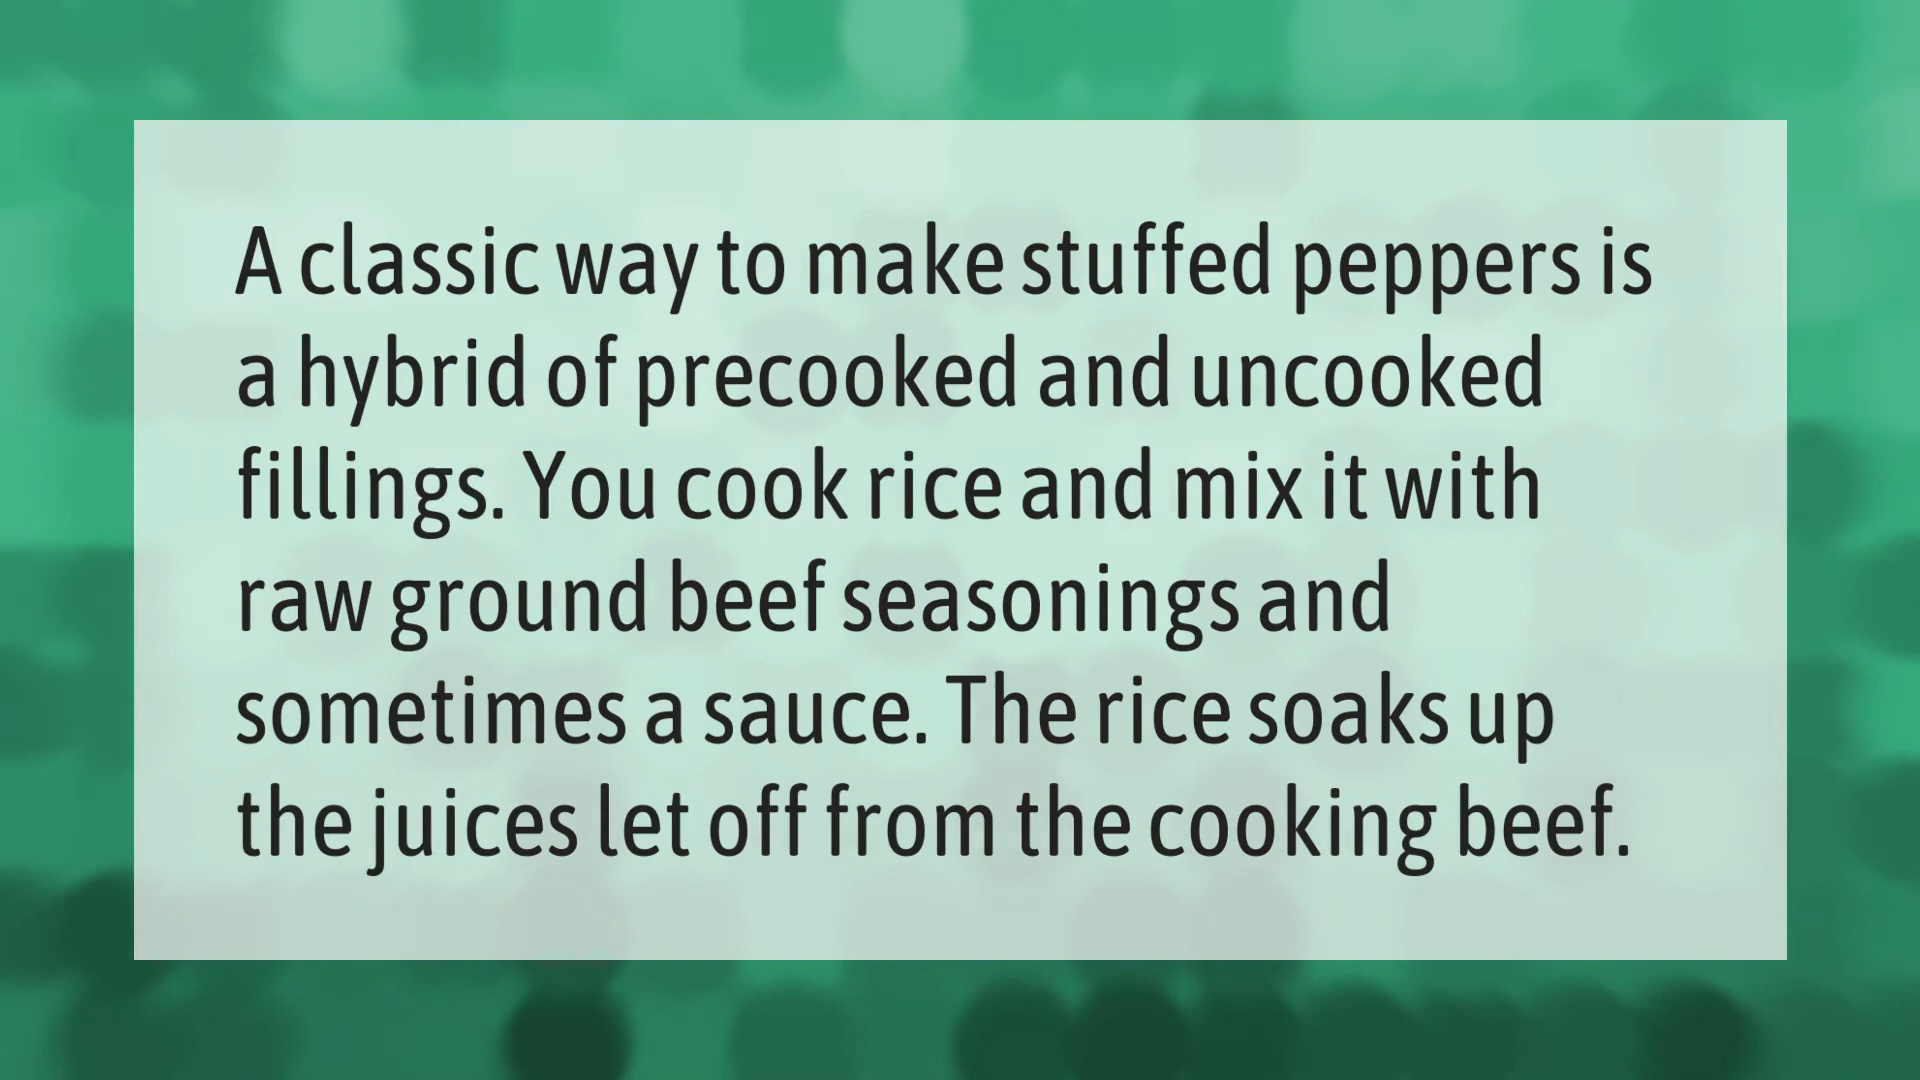 A classic way to make stuffed peppers is
a hybrid of precooked and uncooked
fillings. You cook rice and mix it with
raw ground beef seasonings and
sometimes a sauce. The rice soaks up
the juices let off from the cooking beef.